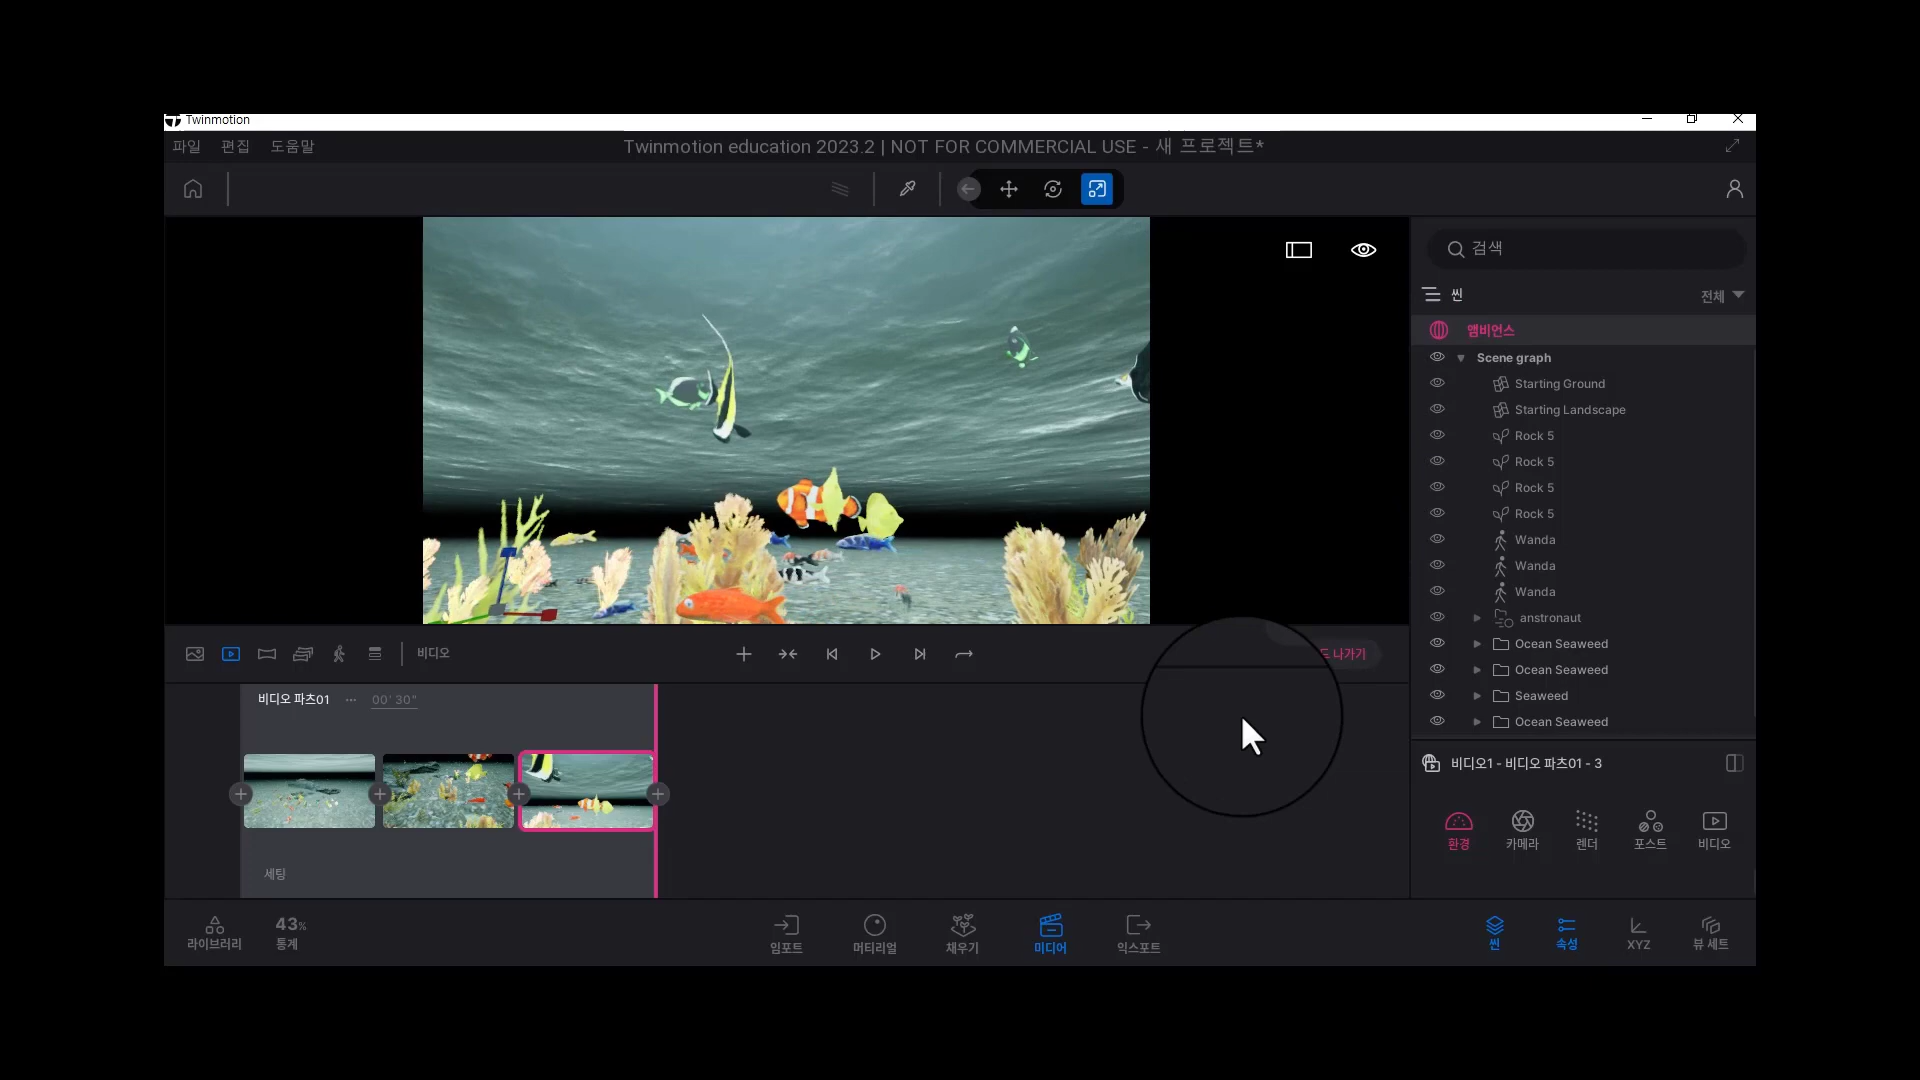 Twinmotion
파일 편집 도움말
Twinmotion education 2023.2 | NOT FOR COMMERCIAL USE - 새 프로젝트*
검색
씬 전체
앰비언스
Scene graph
Starting Ground
Starting Landscape
Rock 5
Rock 5
Rock 5
Rock 5
Wanda
Wanda
Wanda
anstronaut
Ocean Seaweed
Ocean Seaweed
Seaweed
Ocean Seaweed
비디오 드 나가기
비디오 파츠01 ... 00' 30"
세팅
비디오1 - 비디오 파츠01 - 3
환경 카메라 렌더 포스트 비디오
43%
라이브러리 통계 임포트 머티리얼 채우기 미디어 익스포트 씬 속성 XYZ 뷰 세트